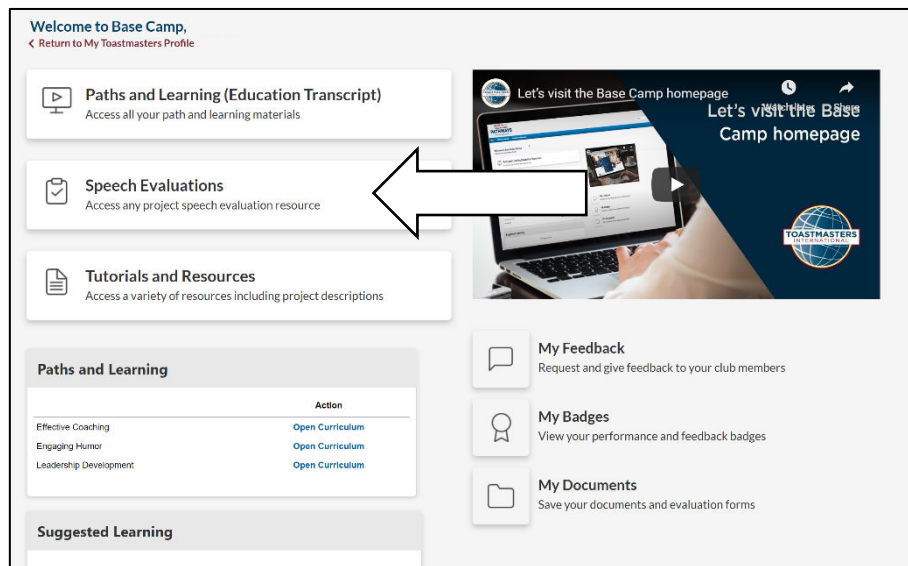 Welcome to Base Camp,
< Return to My Toastmasters Profile
Paths and Learning (Education Transcript)
Access all your path and learning materials
Speech Evaluations
Access any project speech evaluation resource
Tutorials and Resources
Access a variety of resources including project descriptions
Paths and Learning
Action
Effective Coaching Open Curriculum
Engaging Humor Open Curriculum
Leadership Development Open Curriculum
Suggested Learning
Let's visit the Base Camp homepage
Watch later Share
Let's visit the Base
Camp homepage
PATHWAYS
TOASTMASTERS
INTERNATIONAL
My Feedback
Request and give feedback to your club members
My Badges
View your performance and feedback badges
My Documents
Save your documents and evaluation forms